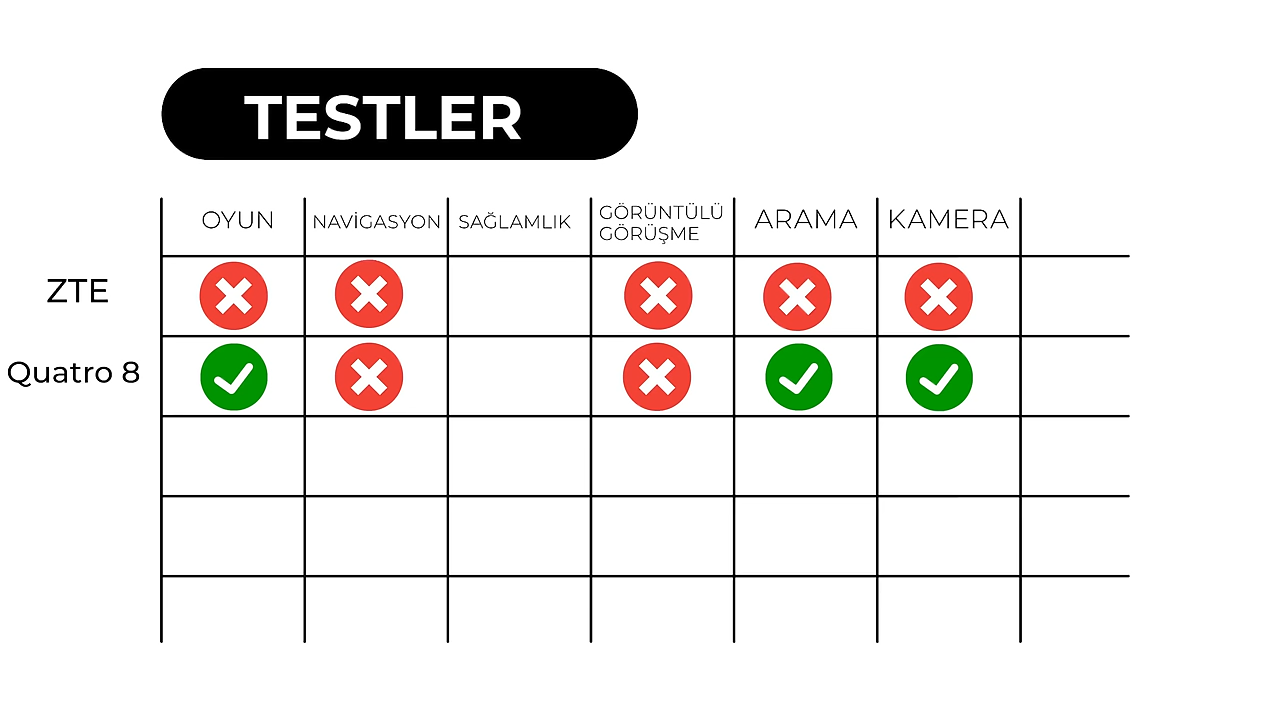 TESTLER
OYUN
NAVİGASYON
SAĞLAMLIK
GÖRÜNTÜLÜ
GÖRÜŞME
ARAMA
KAMERA
ZTE
Quatro 8